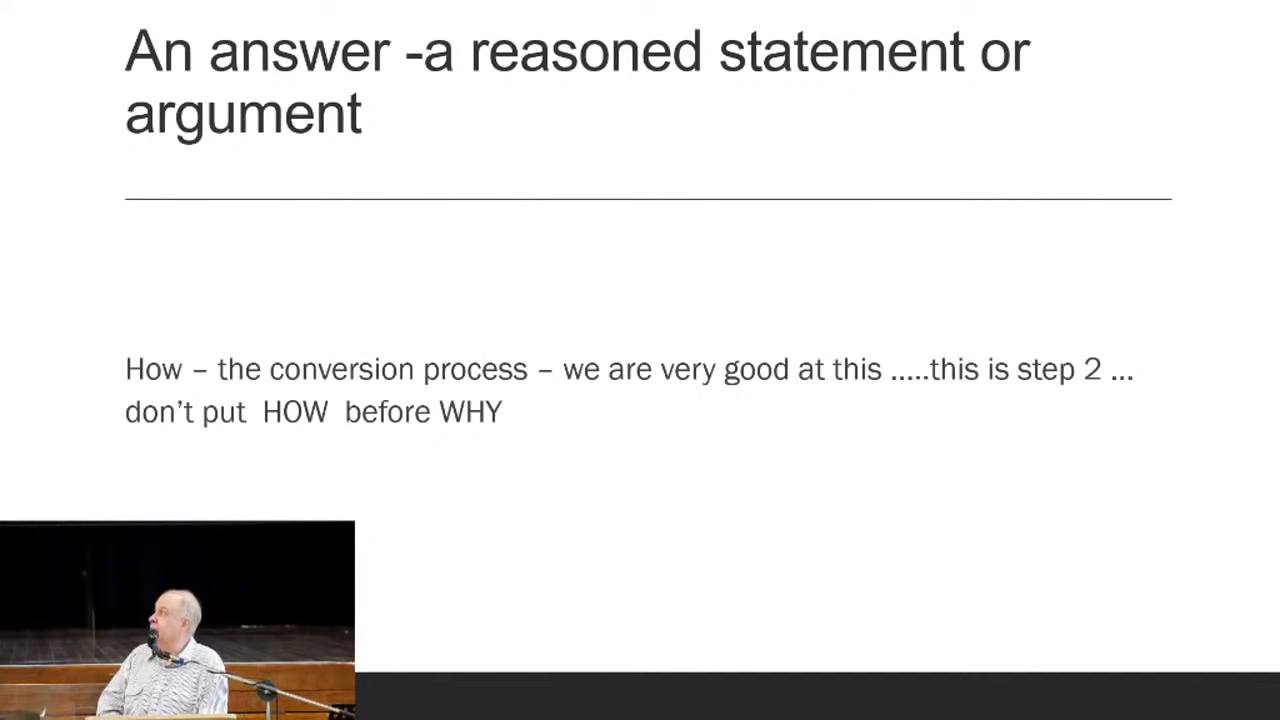 An answer -a reasoned statement or
argument
How – the conversion process – we are very good at this .....this is step 2 ...
don’t put  HOW  before WHY